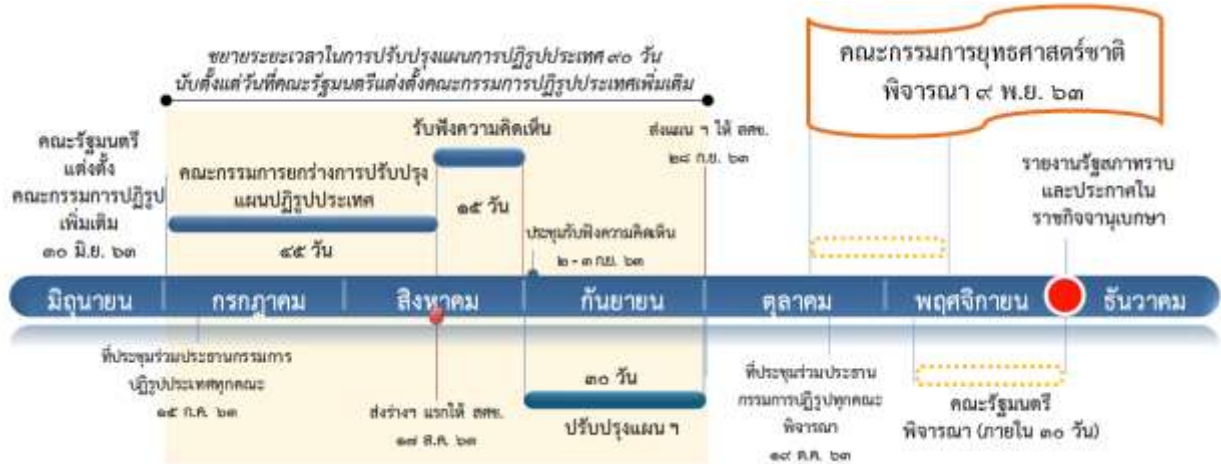 ขยายระยะเวลาในการปรับปรุงแผนการปฏิรูปประเทศ ๙๐ วัน
นับตั้งแต่วันที่คณะรัฐมนตรีแต่งตั้งคณะกรรมการปฏิรูปประเทศเพิ่มเติม
คณะกรรมการยุทธศาสตร์ชาติ
พิจารณา ๙ พ.ย. ๖๓
คณะรัฐมนตรี
แต่งตั้ง
คณะกรรมการปฏิรูป
เพิ่มเติม
๓๐ มิ.ย. ๖๓
คณะกรรมการยกร่างการปรับปรุง
แผนปฏิรูปประเทศ
๔๕ วัน
รับฟังความคิดเห็น
๑๕ วัน
ส่งแผน ฯ ให้ สศช.
๒๘ ก.ย. ๖๓
ประชุมรับฟังความคิดเห็น
๒ - ๓ ก.ย. ๖๓
รายงานรัฐสภาทราบ
และประกาศใน
ราชกิจจานุเบกษา
มิถุนายน
กรกฎาคม
สิงหาคม
กันยายน
ตุลาคม
พฤศจิกายน
ธันวาคม
ที่ประชุมร่วมประธานกรรมการ
ปฏิรูปประเทศทุกคณะ
๑๕ ก.ค. ๖๓
ส่งร่างฯ แรกให้ สศช.
๑๗ ส.ค. ๖๓
๓๐ วัน
ปรับปรุงแผน ฯ
ที่ประชุมร่วมประธาน
กรรมการปฏิรูปทุกคณะ
พิจารณา
๑๙ ต.ค. ๖๓
คณะรัฐมนตรี
พิจารณา (ภายใน ๓๐ วัน)